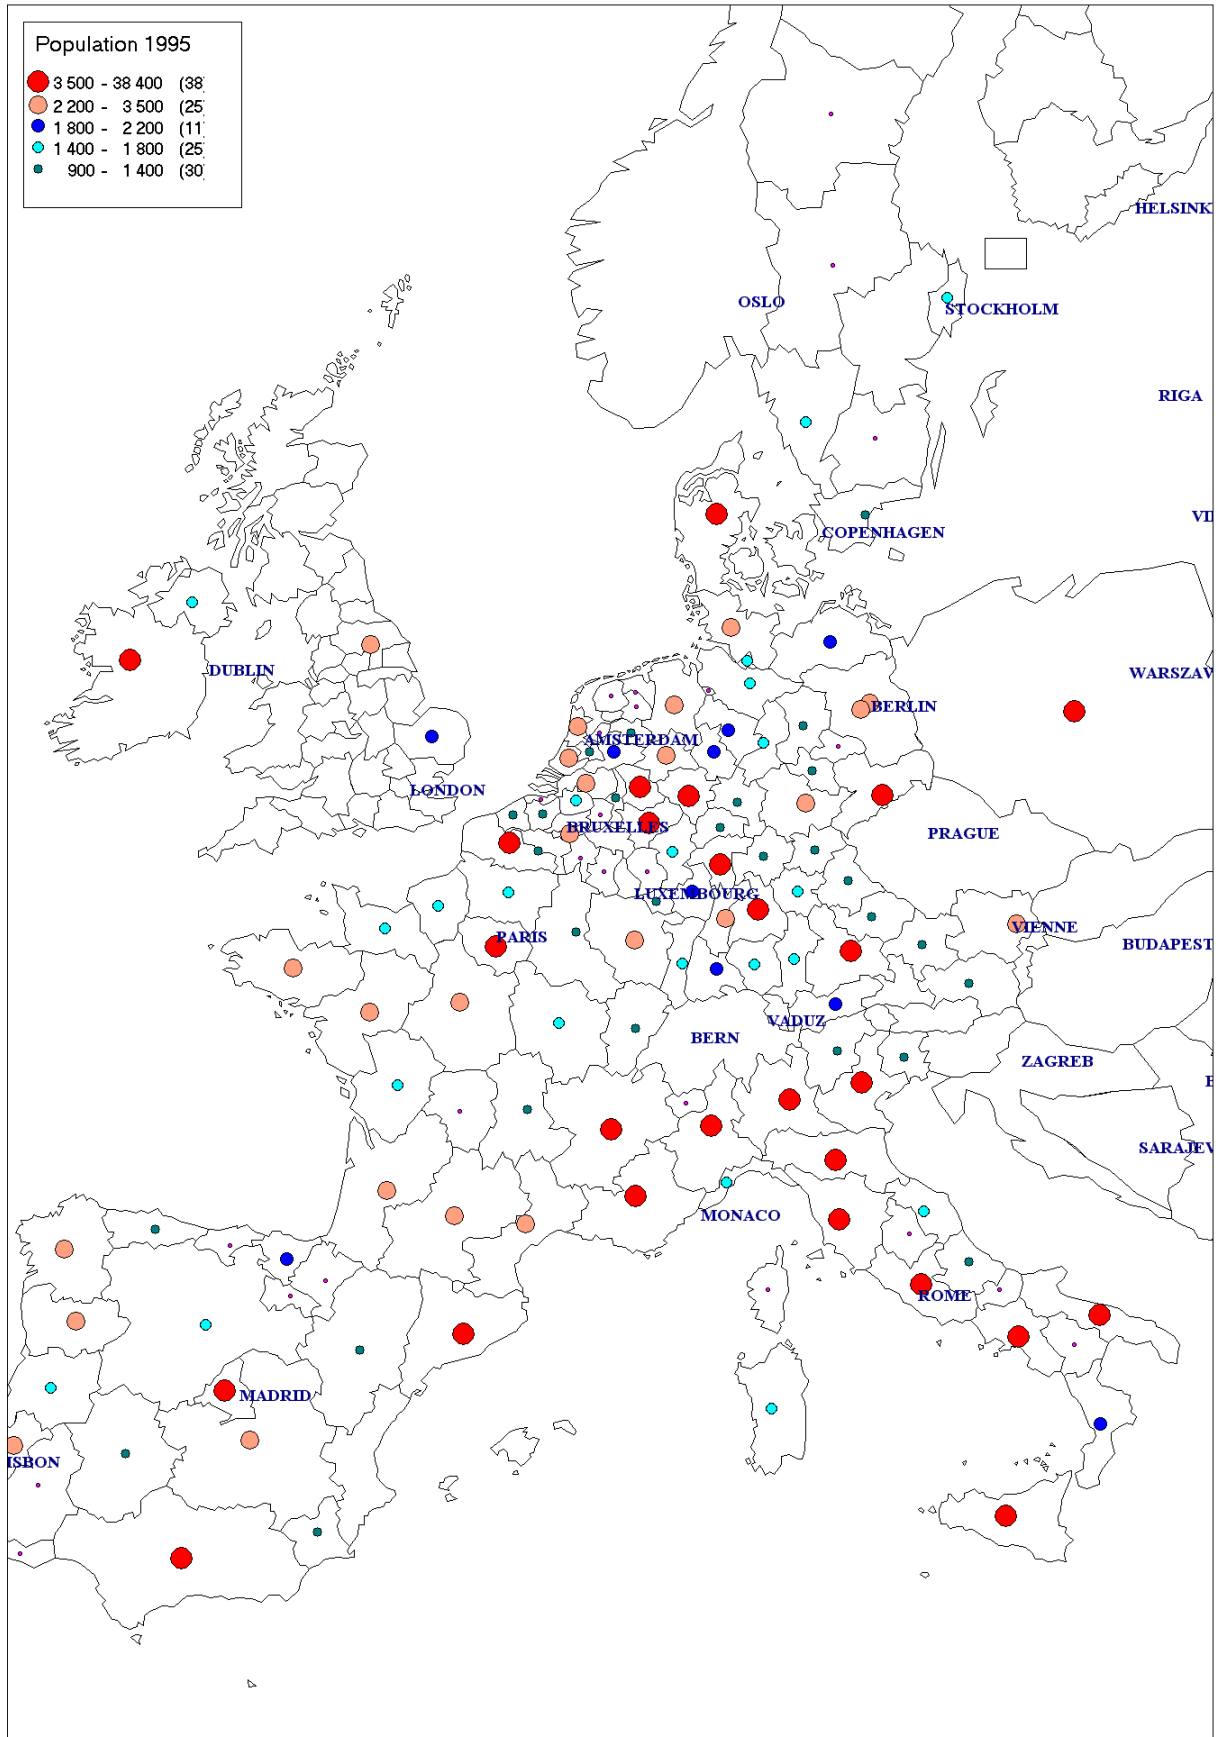 Population 1995
3 500 - 38 400 (38)
2 200 - 3 500 (25)
1 800 - 2 200 (11)
1 400 - 1 800 (25)
900 - 1 400 (30)
HELSINK
OSLO
STOCKHOLM
RIGA
VII
COPENHAGEN
DUBLIN
WARSZAV
BERLIN
AMSTERDAM
LONDON
BRUXELLES
PRAGUE
LUXEMBOURG
PARIS
VIENNE
BUDAPEST
VADUZ
BERN
ZAGREB
SARAJEV
MONACO
ROME
MADRID
ISBON